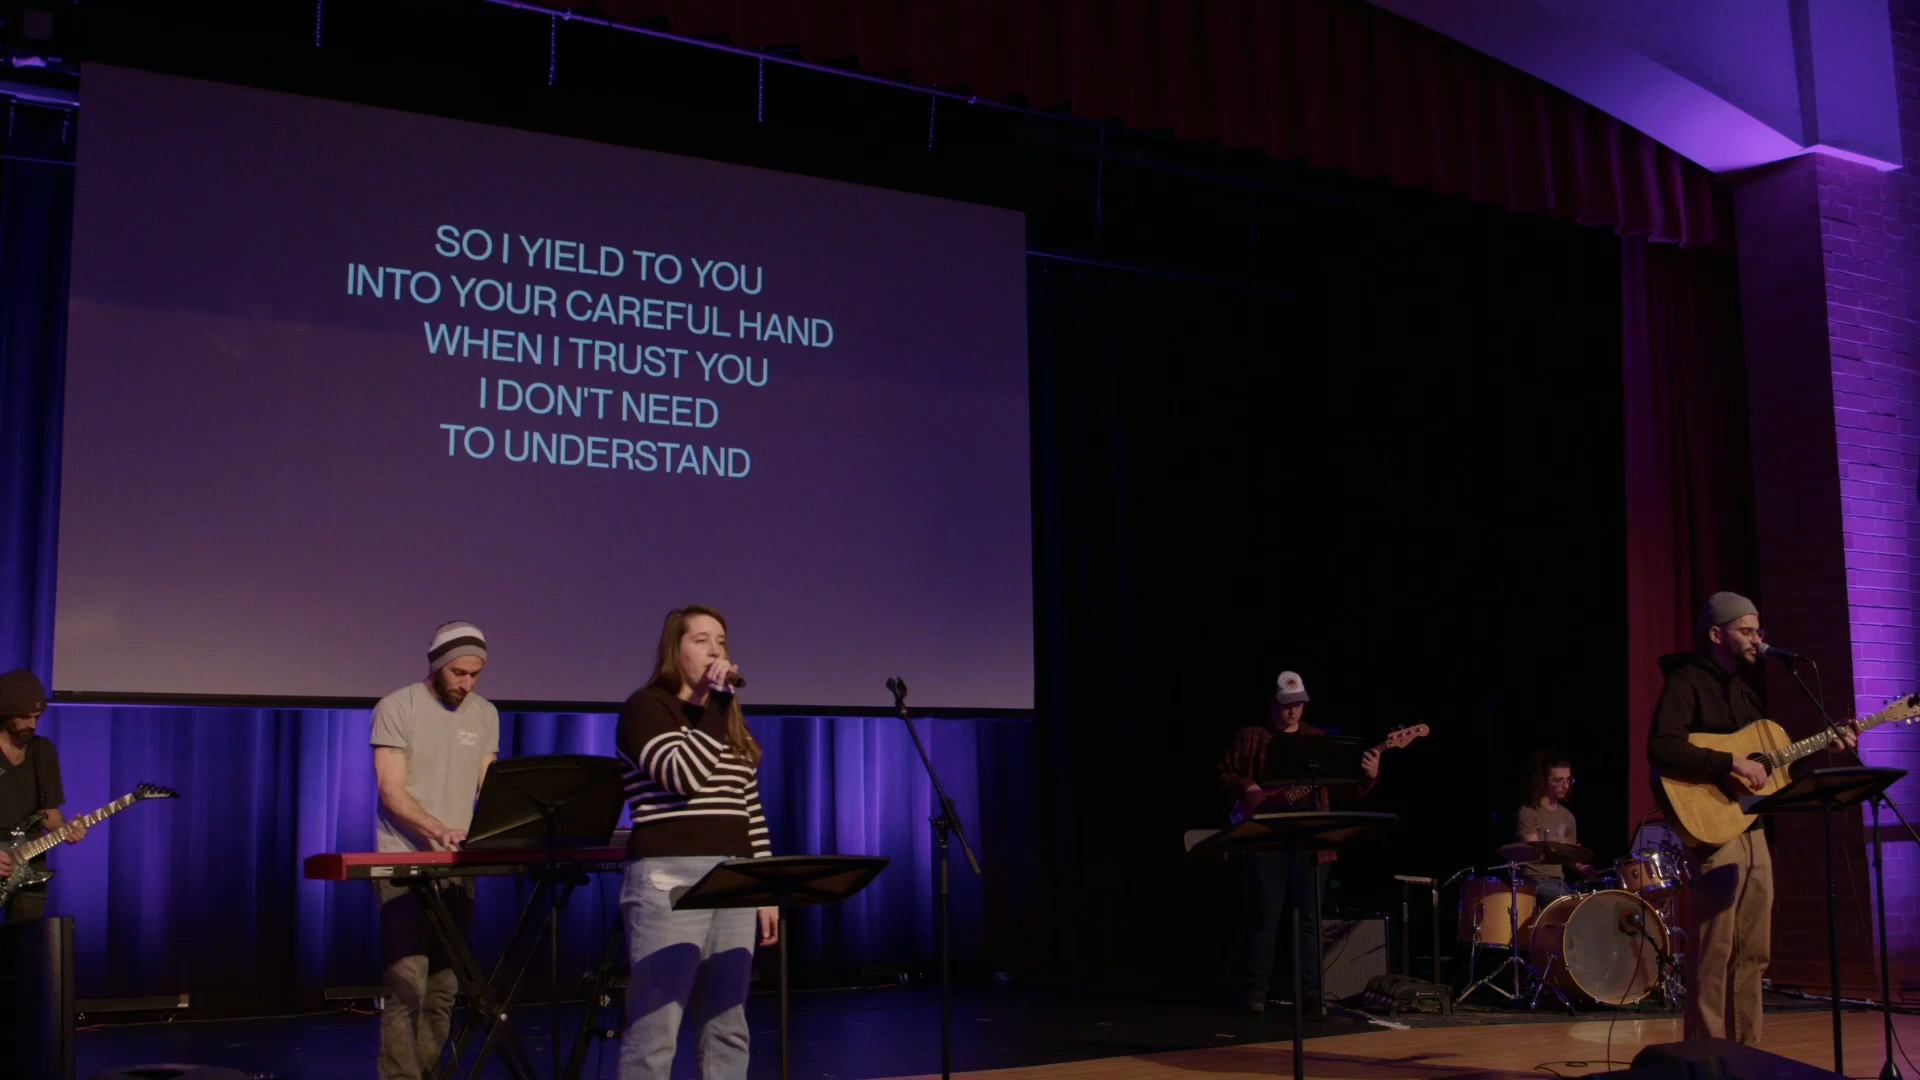 SO I YIELD TO YOU
INTO YOUR CAREFUL HAND
WHEN I TRUST YOU
I DON'T NEED
TO UNDERSTAND